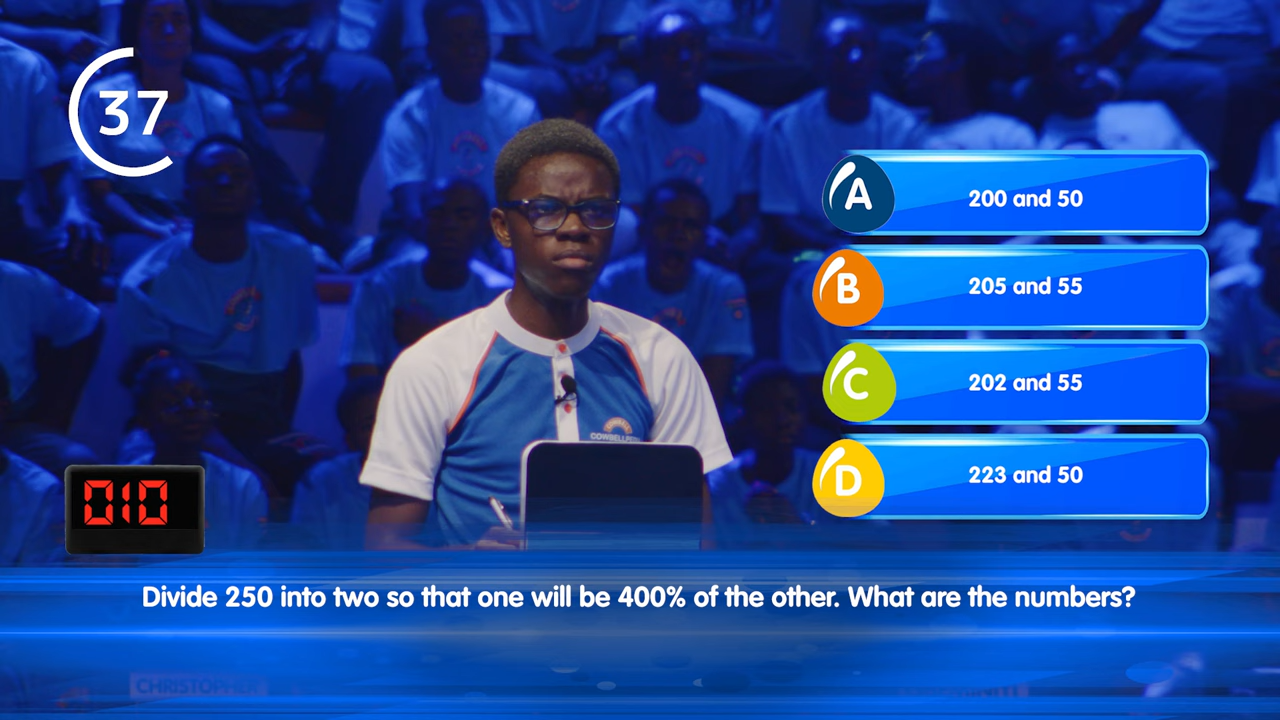 37
A
200 and 50
B
205 and 55
C
202 and 55
D
223 and 50
010
Divide 250 into two so that one will be 400% of the other. What are the numbers?
CHRISTOPHER